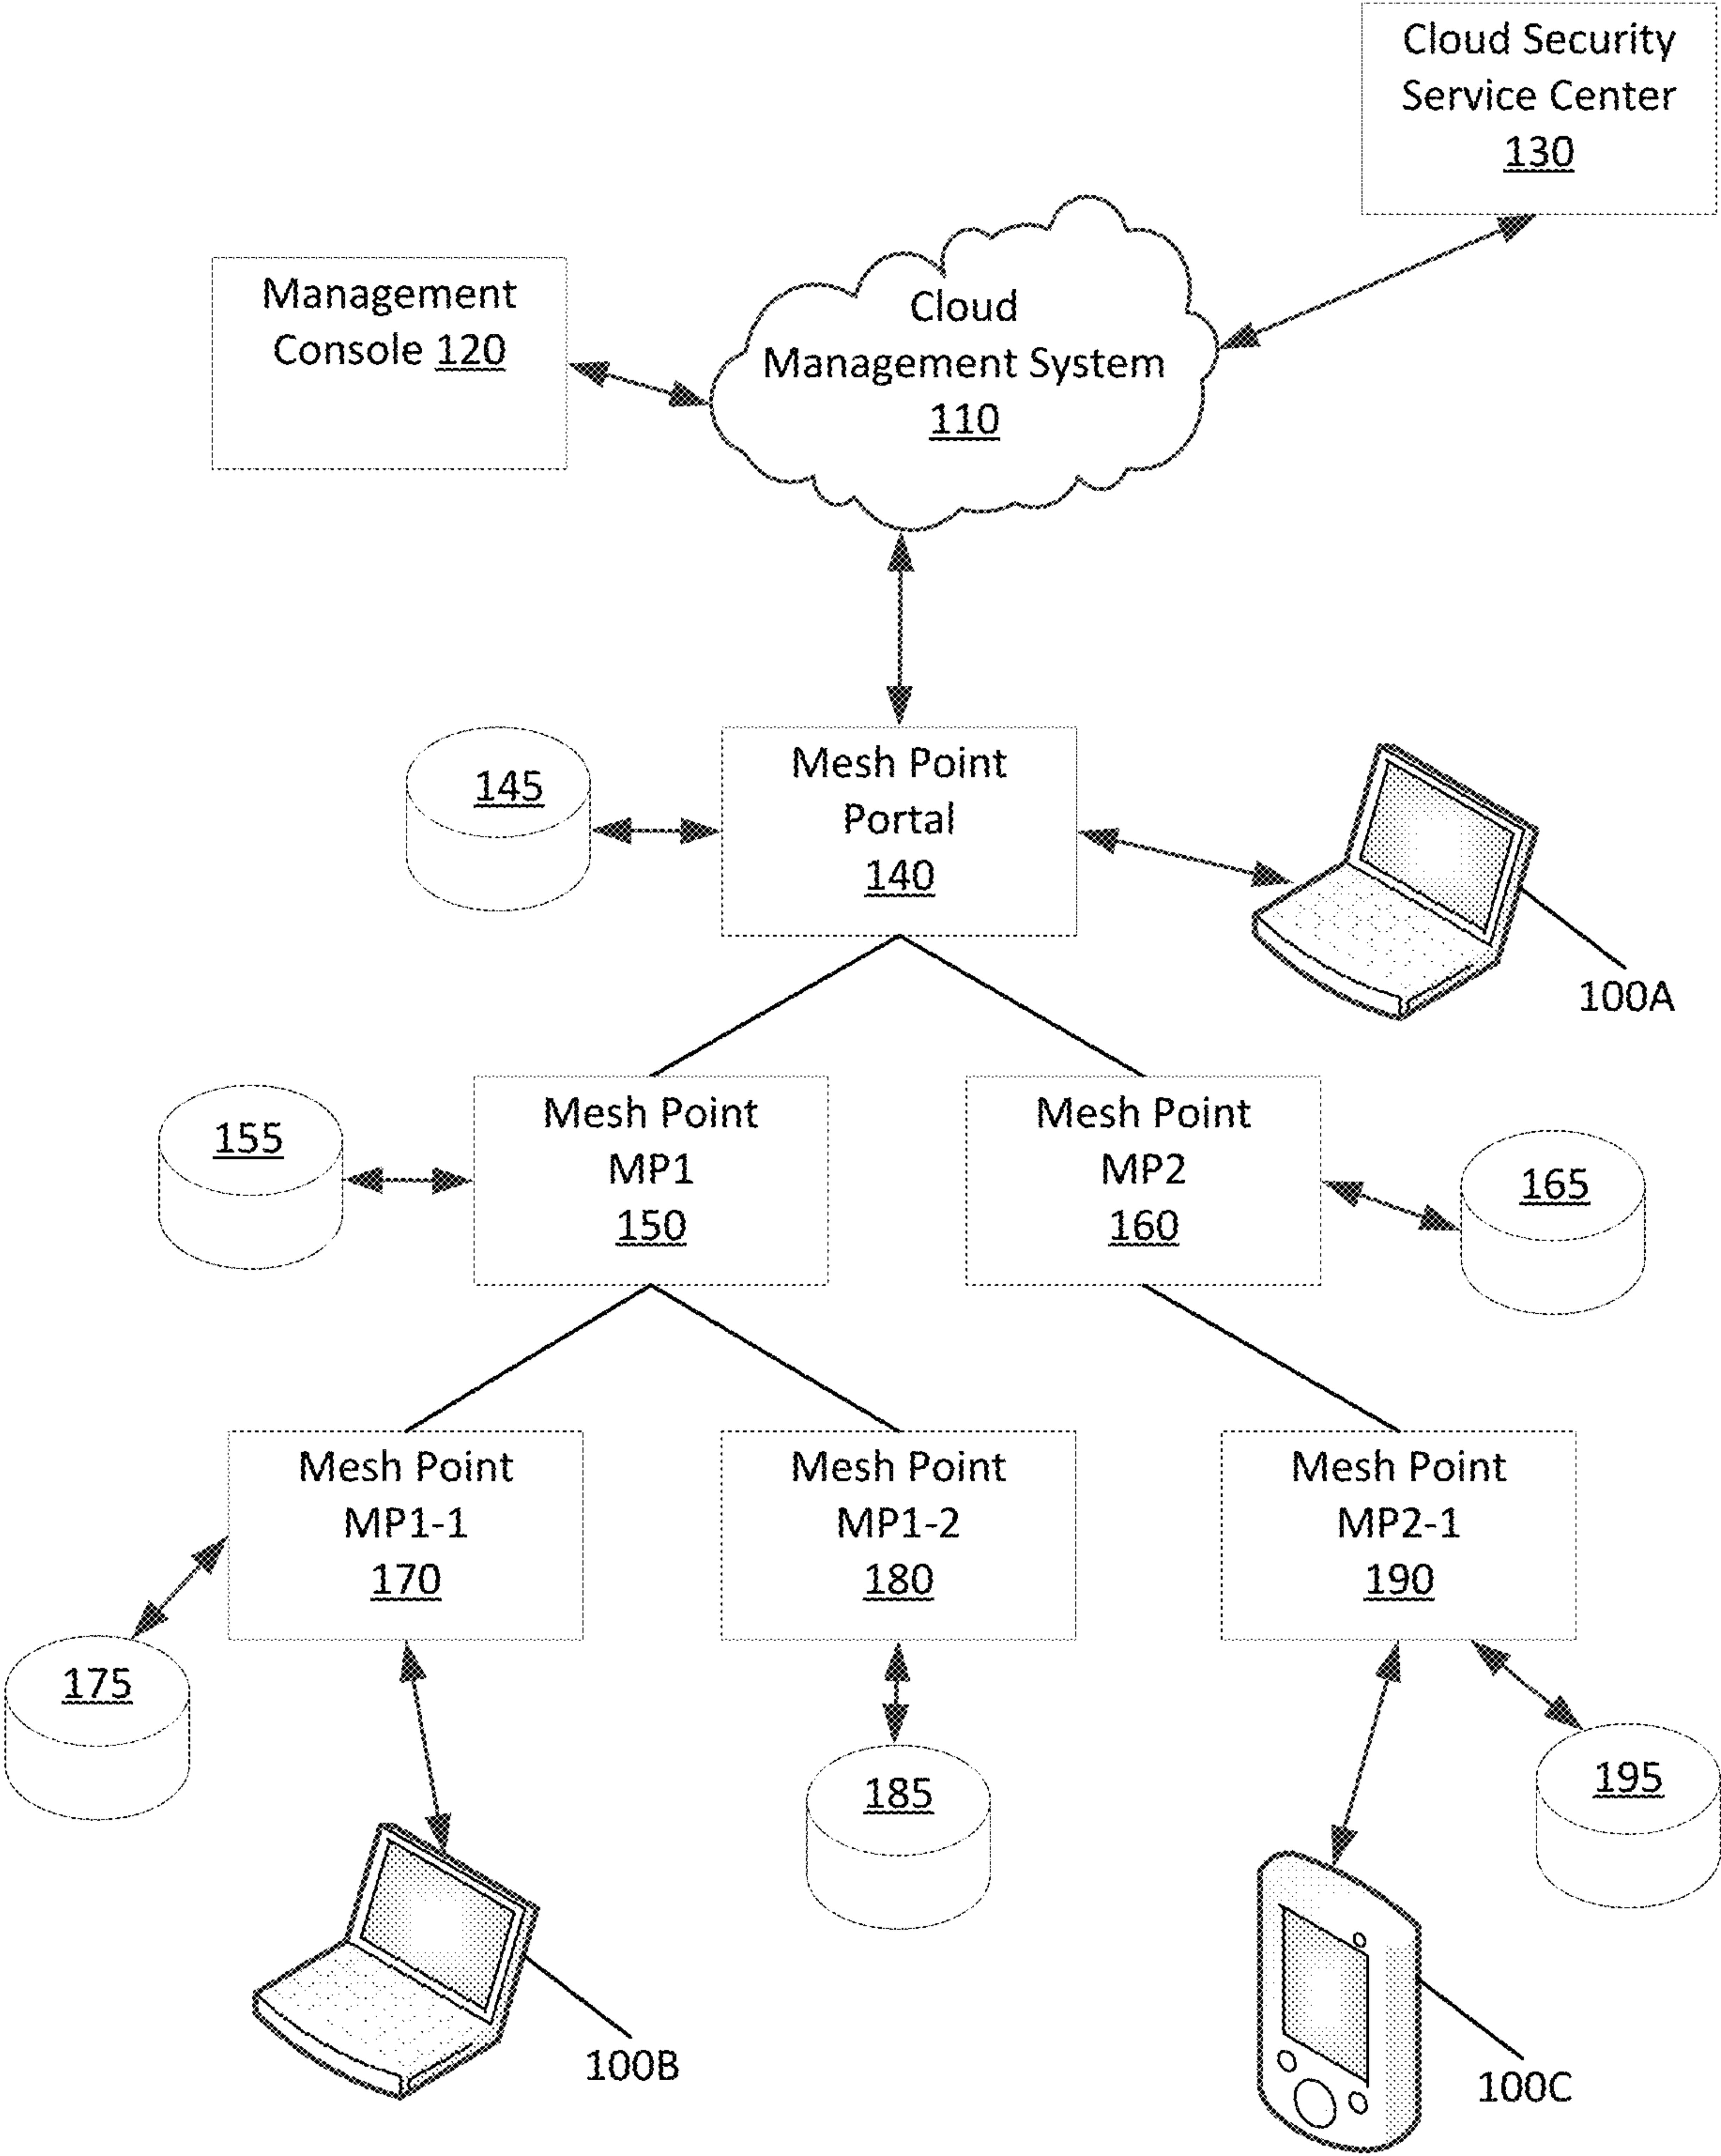 Cloud Security
Service Center
130
Management
Console 120
Cloud
Management System
110
145
Mesh Point
Portal
140
100A
155
Mesh Point
MP1
150
Mesh Point
MP2
160
165
Mesh Point
MP1-1
170
Mesh Point
MP1-2
180
Mesh Point
MP2-1
190
175
185
195
100B
100C